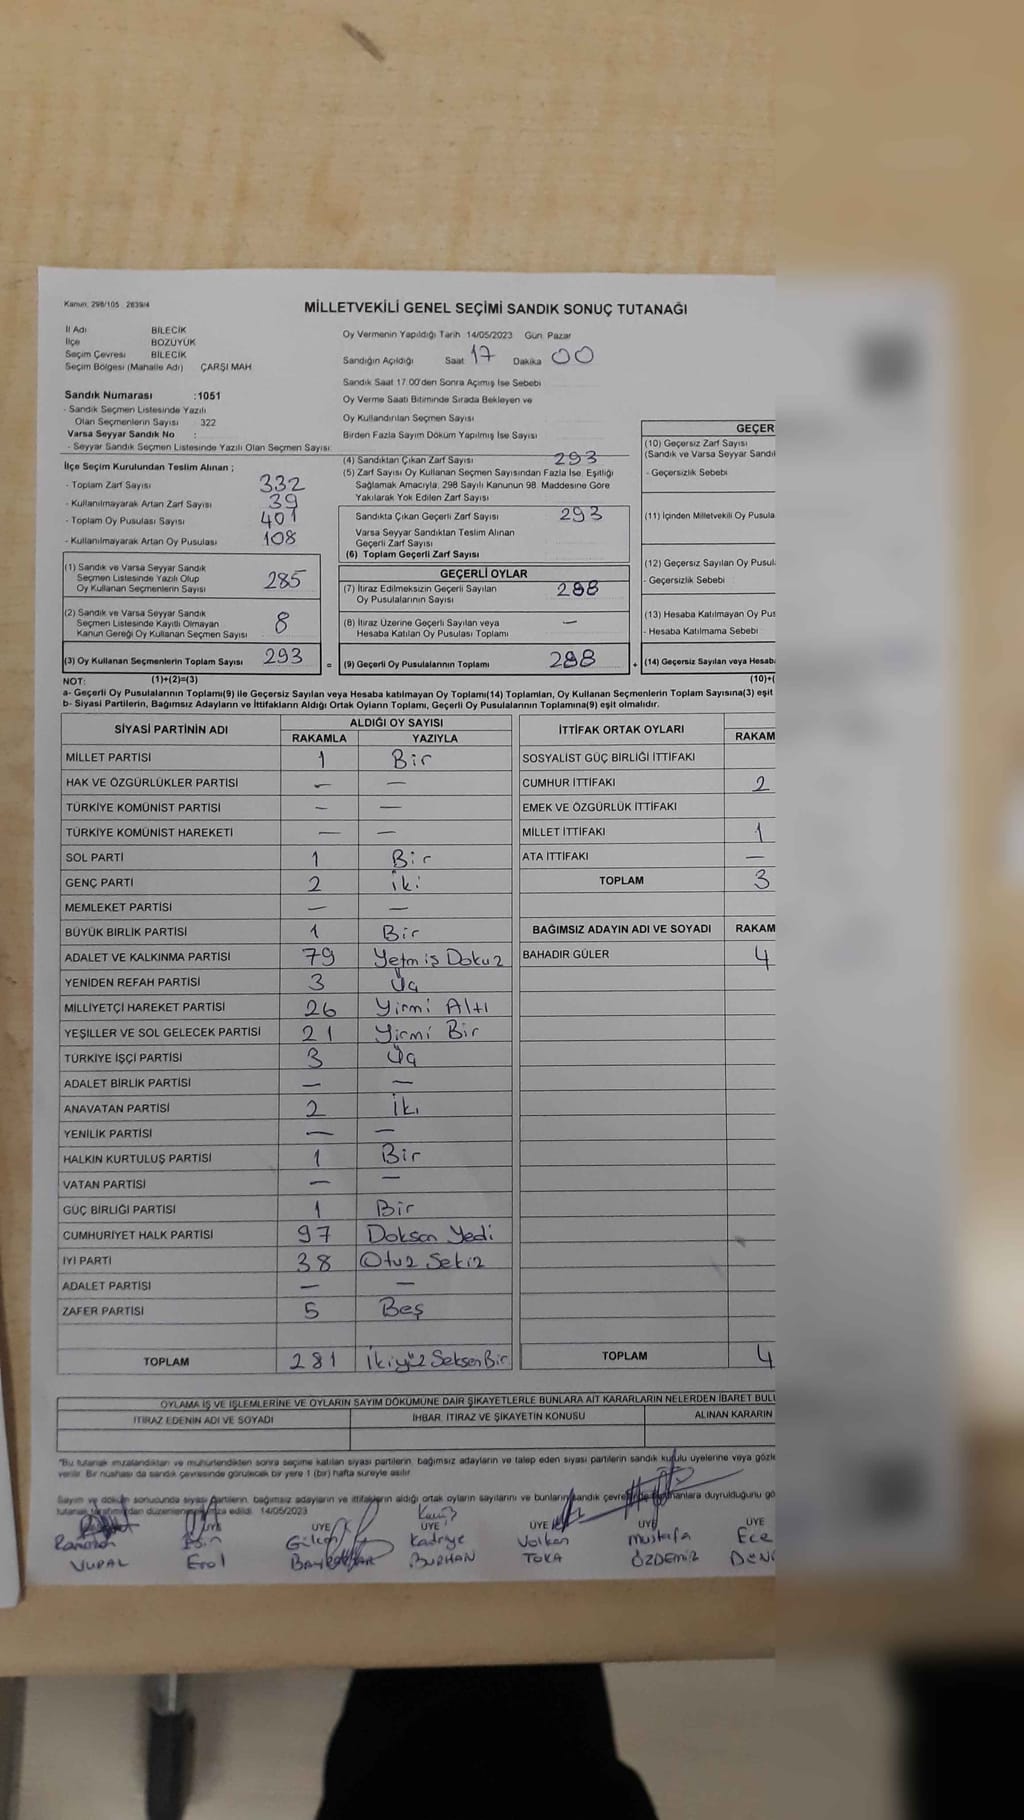 Kanun: 298/105 2839/4
MİLLETVEKİLİ GENEL SEÇİMİ SANDIK SONUÇ TUTANAĞI
İl Adı BİLECİK
İlçe BOZÜYÜK
Seçim Çevresi BİLECİK
Seçim Bölgesi (Mahalle Adı) ÇARŞI MAH.
Sandık Numarası :1051
- Sandık Seçmen Listesinde Yazılı
Olan Seçmenlerin Sayısı : 322
Varsa Seyyar Sandık No :
- Seyyar Sandık Seçmen Listesinde Yazılı Olan Seçmen Sayısı:
İlçe Seçim Kurulundan Teslim Alınan ;
- Toplam Zarf Sayısı 332
- Kullanılmayarak Artan Zarf Sayısı 39
- Toplam Oy Pusulası Sayısı 401
- Kullanılmayarak Artan Oy Pusulası 108
(1) Sandık ve Varsa Seyyar Sandık
Seçmen Listesinde Yazılı Olup
Oy Kullanan Seçmenlerin Sayısı 285
(2) Sandık ve Varsa Seyyar Sandık
Seçmen Listesinde Kayıtlı Olmayan
Kanun Gereği Oy Kullanan Seçmen Sayısı 8
(3) Oy Kullanan Seçmenlerin Toplam Sayısı 293
Oy Vermenin Yapıldığı Tarih 14/05/2023 Gün Pazar
Sandığın Açıldığı Saat 17 Dakika 00
Sandık Saat 17.00'den Sonra Açımış İse Sebebi
Oy Verme Saati Bitiminde Sırada Bekleyen ve
Oy Kullandırılan Seçmen Sayısı
Birden Fazla Sayım Döküm Yapılmış İse Sayısı
(4) Sandıktan Çıkan Zarf Sayısı 293
(5) Zarf Sayısı Oy Kullanan Seçmen Sayısından Fazla İse, Eşitliği
Sağlamak Amacıyla, 298 Sayılı Kanunun 98. Maddesine Göre
Yakılarak Yok Edilen Zarf Sayısı
Sandıkta Çıkan Geçerli Zarf Sayısı 293
Varsa Seyyar Sandıktan Teslim Alınan
Geçerli Zarf Sayısı
(6) Toplam Geçerli Zarf Sayısı
GEÇERLİ OYLAR
(7) İtiraz Edilmeksizin Geçerli Sayılan
Oy Pusulalarının Sayısı 288
(8) İtiraz Üzerine Geçerli Sayılan veya
Hesaba Katılan Oy Pusulası Toplamı —
= (9) Geçerli Oy Pusulalarının Toplamı 288 +
GEÇER
(10) Geçersiz Zarf Sayısı
(Sandık ve Varsa Seyyar Sandıl
- Geçersizlik Sebebi
(11) İçinden Milletvekili Oy Pusula
(12) Geçersiz Sayılan Oy Pusul
- Geçersizlik Sebebi
(13) Hesaba Katılmayan Oy Pus
- Hesaba Katılmama Sebebi
(14) Geçersiz Sayılan veya Hesab
NOT: (1)+(2)=(3) (10)+(
a- Geçerli Oy Pusulalarının Toplamı(9) ile Geçersiz Sayılan veya Hesaba katılmayan Oy Toplamı(14) Toplamları, Oy Kullanan Seçmenlerin Toplam Sayısına(3) eşit
b- Siyasi Partilerin, Bağımsız Adayların ve İttifakların Aldığı Ortak Oyların Toplamı, Geçerli Oy Pusulalarının Toplamına(9) eşit olmalıdır.
SİYASİ PARTİNİN ADI ALDIĞI OY SAYISI
RAKAMLA YAZIYLA
MİLLET PARTİSİ 1 Bir
HAK VE ÖZGÜRLÜKLER PARTİSİ — —
TÜRKİYE KOMÜNİST PARTİSİ — —
TÜRKİYE KOMÜNİST HAREKETİ — —
SOL PARTİ 1 Bir
GENÇ PARTİ 2 İki
MEMLEKET PARTİSİ — —
BÜYÜK BİRLİK PARTİSİ 1 Bir
ADALET VE KALKINMA PARTİSİ 79 Yetmiş Dokuz
YENİDEN REFAH PARTİSİ 3 Üç
MİLLİYETÇİ HAREKET PARTİSİ 26 Yirmi Altı
YEŞİLLER VE SOL GELECEK PARTİSİ 21 Yirmi Bir
TÜRKİYE İŞÇİ PARTİSİ 3 Üç
ADALET BİRLİK PARTİSİ — —
ANAVATAN PARTİSİ 2 İki
YENİLİK PARTİSİ — —
HALKIN KURTULUŞ PARTİSİ 1 Bir
VATAN PARTİSİ — —
GÜÇ BİRLİĞİ PARTİSİ 1 Bir
CUMHURİYET HALK PARTİSİ 97 Doksan Yedi
İYİ PARTİ 38 Otuz Sekiz
ADALET PARTİSİ — —
ZAFER PARTİSİ 5 Beş
TOPLAM 281 İkiyüz Seksen Bir
İTTİFAK ORTAK OYLARI
RAKAM
SOSYALİST GÜÇ BİRLİĞİ İTTİFAKI
CUMHUR İTTİFAKI 2
EMEK VE ÖZGÜRLÜK İTTİFAKI
MİLLET İTTİFAKI 1
ATA İTTİFAKI —
TOPLAM 3
BAĞIMSIZ ADAYIN ADI VE SOYADI RAKAM
BAHADIR GÜLER 4
TOPLAM 4
OYLAMA İŞ VE İŞLEMLERİNE VE OYLARIN SAYIM DÖKÜMÜNE DAİR ŞİKAYETLERLE BUNLARA AİT KARARLARIN NELERDEN İBARET BULU
İTİRAZ EDENİN ADI VE SOYADI İHBAR, İTİRAZ VE ŞİKAYETİN KONUSU ALINAN KARARIN
"Bu tutanak imzalandıktan ve mühürlendikten sonra seçime katılan siyasi partilerin, bağımsız adayların ve talep eden siyasi partilerin sandık kurulu üyelerine veya gözle
verilir. Bir nüshası da sandık çevresinde görülecek bir yere 1 (bir) hafta süreyle asılır.
Sayım ve döküm sonucunda siyasi partilerin, bağımsız adayların ve ittifakların aldığı ortak oyların sayılarını ve bunların sandık çevre
duyurulduğunu gö
tutanak tarafımızdan düzenlenerek imza edildi. 14/05/2023
ÜYE ÜYE ÜYE ÜYE ÜYE ÜYE
Ramazan Esin Gülçin Kadriye Volkan Mustafa Ece
VURAL Erol BAYRAKTAR BURHAN TOKA ÖZDEMİR